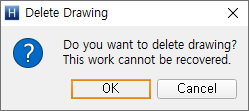 H Delete Drawing
Do you want to delete drawing?
This work cannot be recovered.
OK Cancel